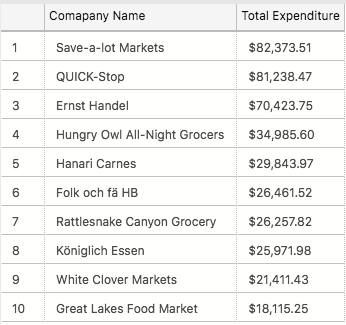 Comapany Name Total Expenditure
1 Save-a-lot Markets $82,373.51
2 QUICK-Stop $81,238.47
3 Ernst Handel $70,423.75
4 Hungry Owl All-Night Grocers $34,985.60
5 Hanari Carnes $29,843.97
6 Folk och fä HB $26,461.52
7 Rattlesnake Canyon Grocery $26,257.82
8 Königlich Essen $25,971.98
9 White Clover Markets $21,411.43
10 Great Lakes Food Market $18,115.25